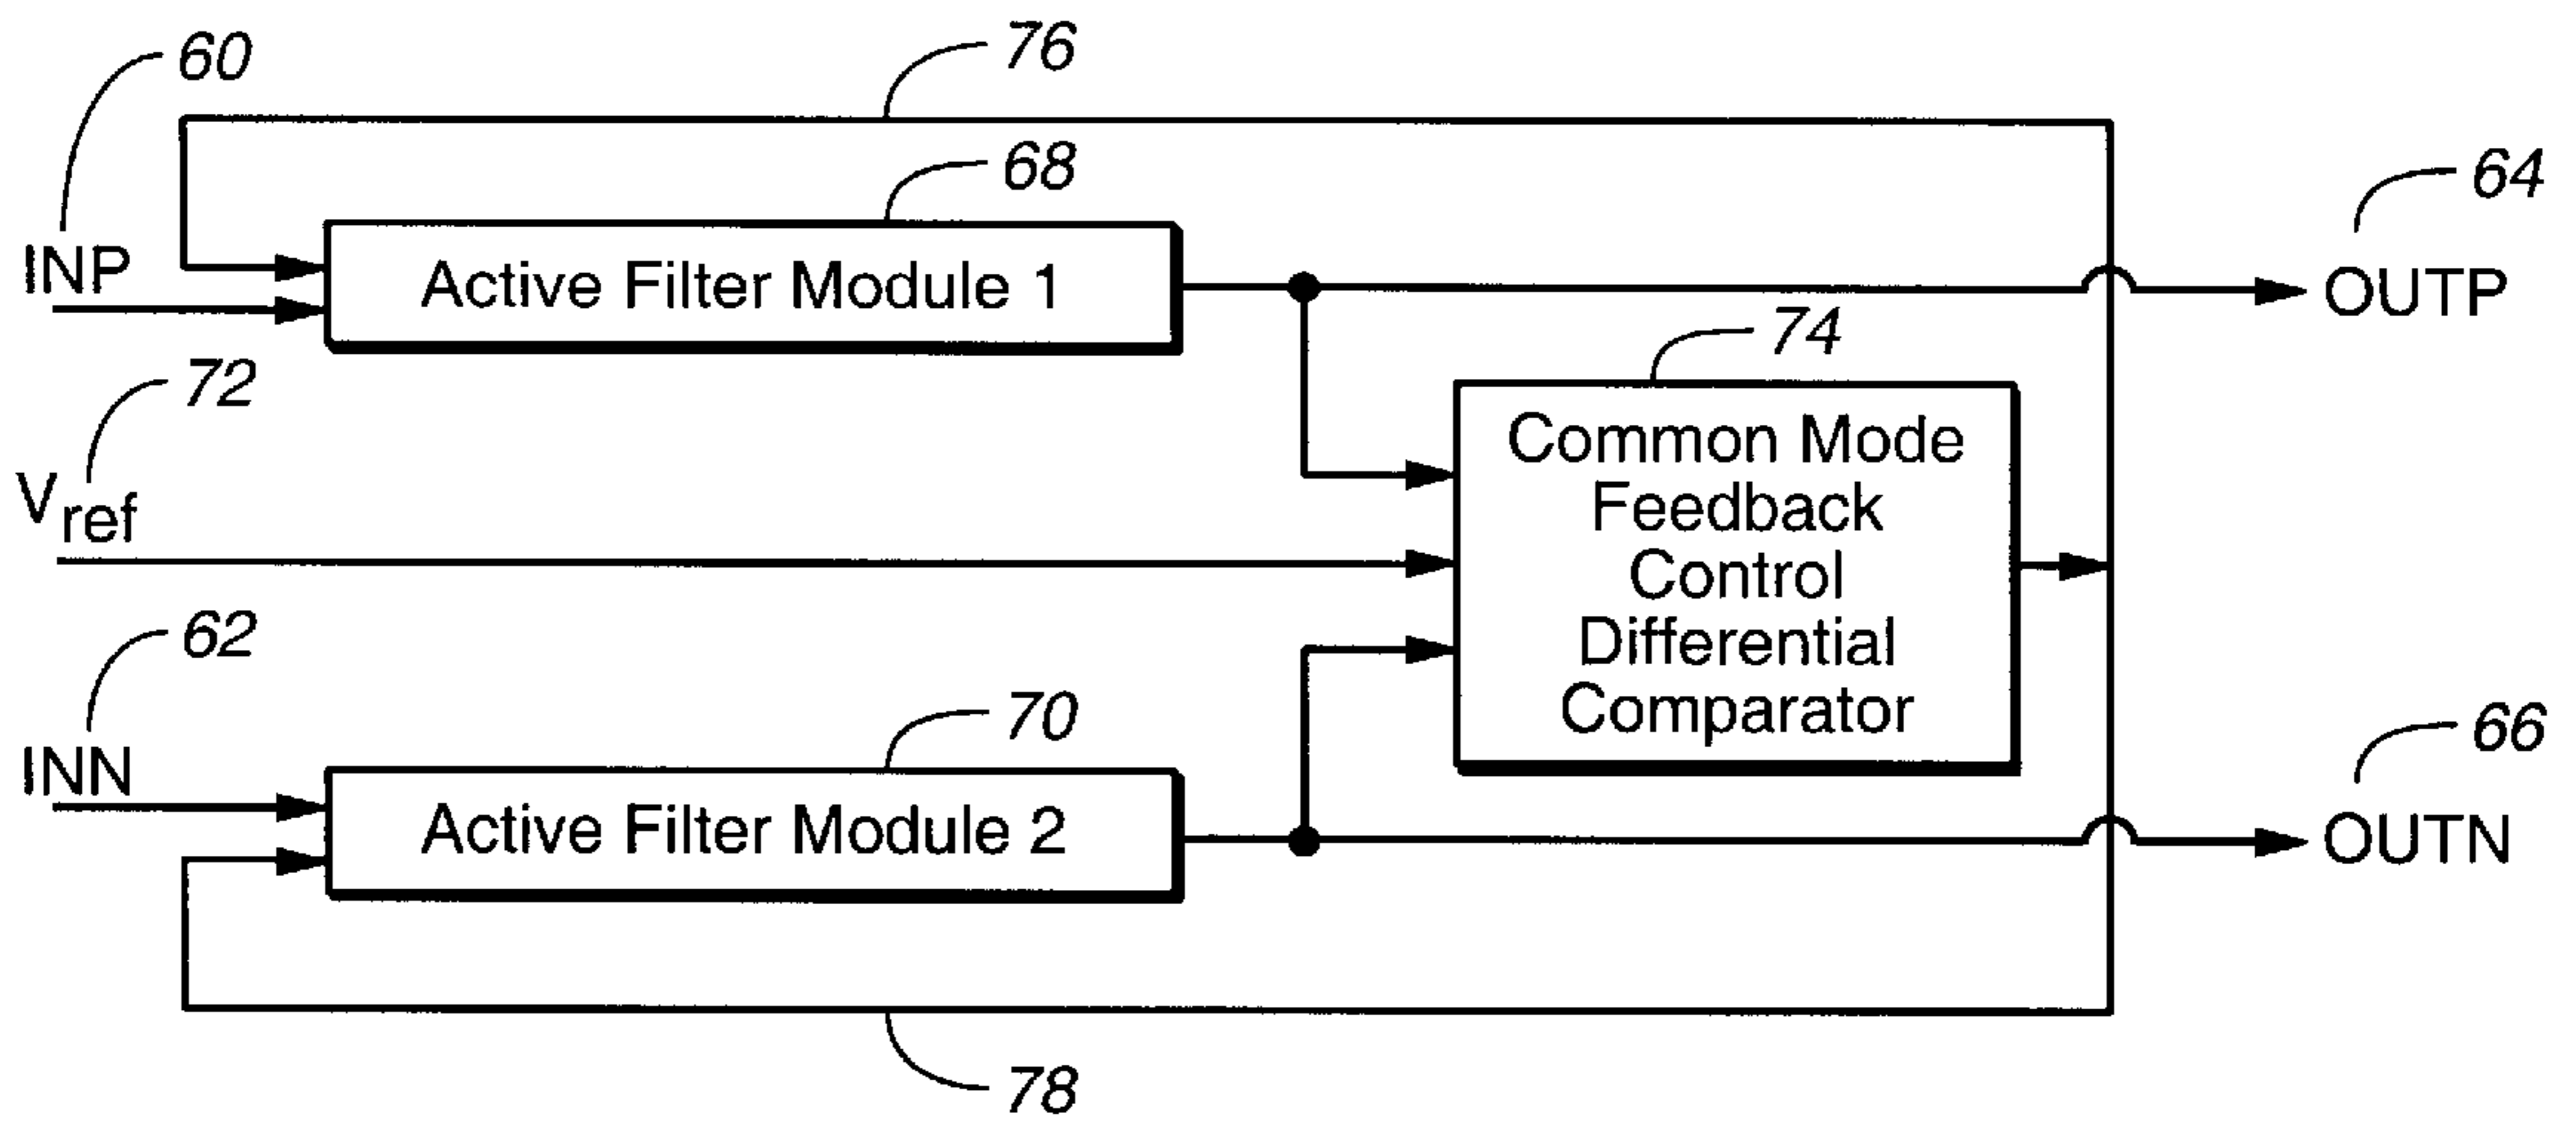 60
76
68
64
INP
Active Filter Module 1
OUTP
72
74
Vref
Common Mode
Feedback
Control
Differential
Comparator
62
70
66
INN
Active Filter Module 2
OUTN
78